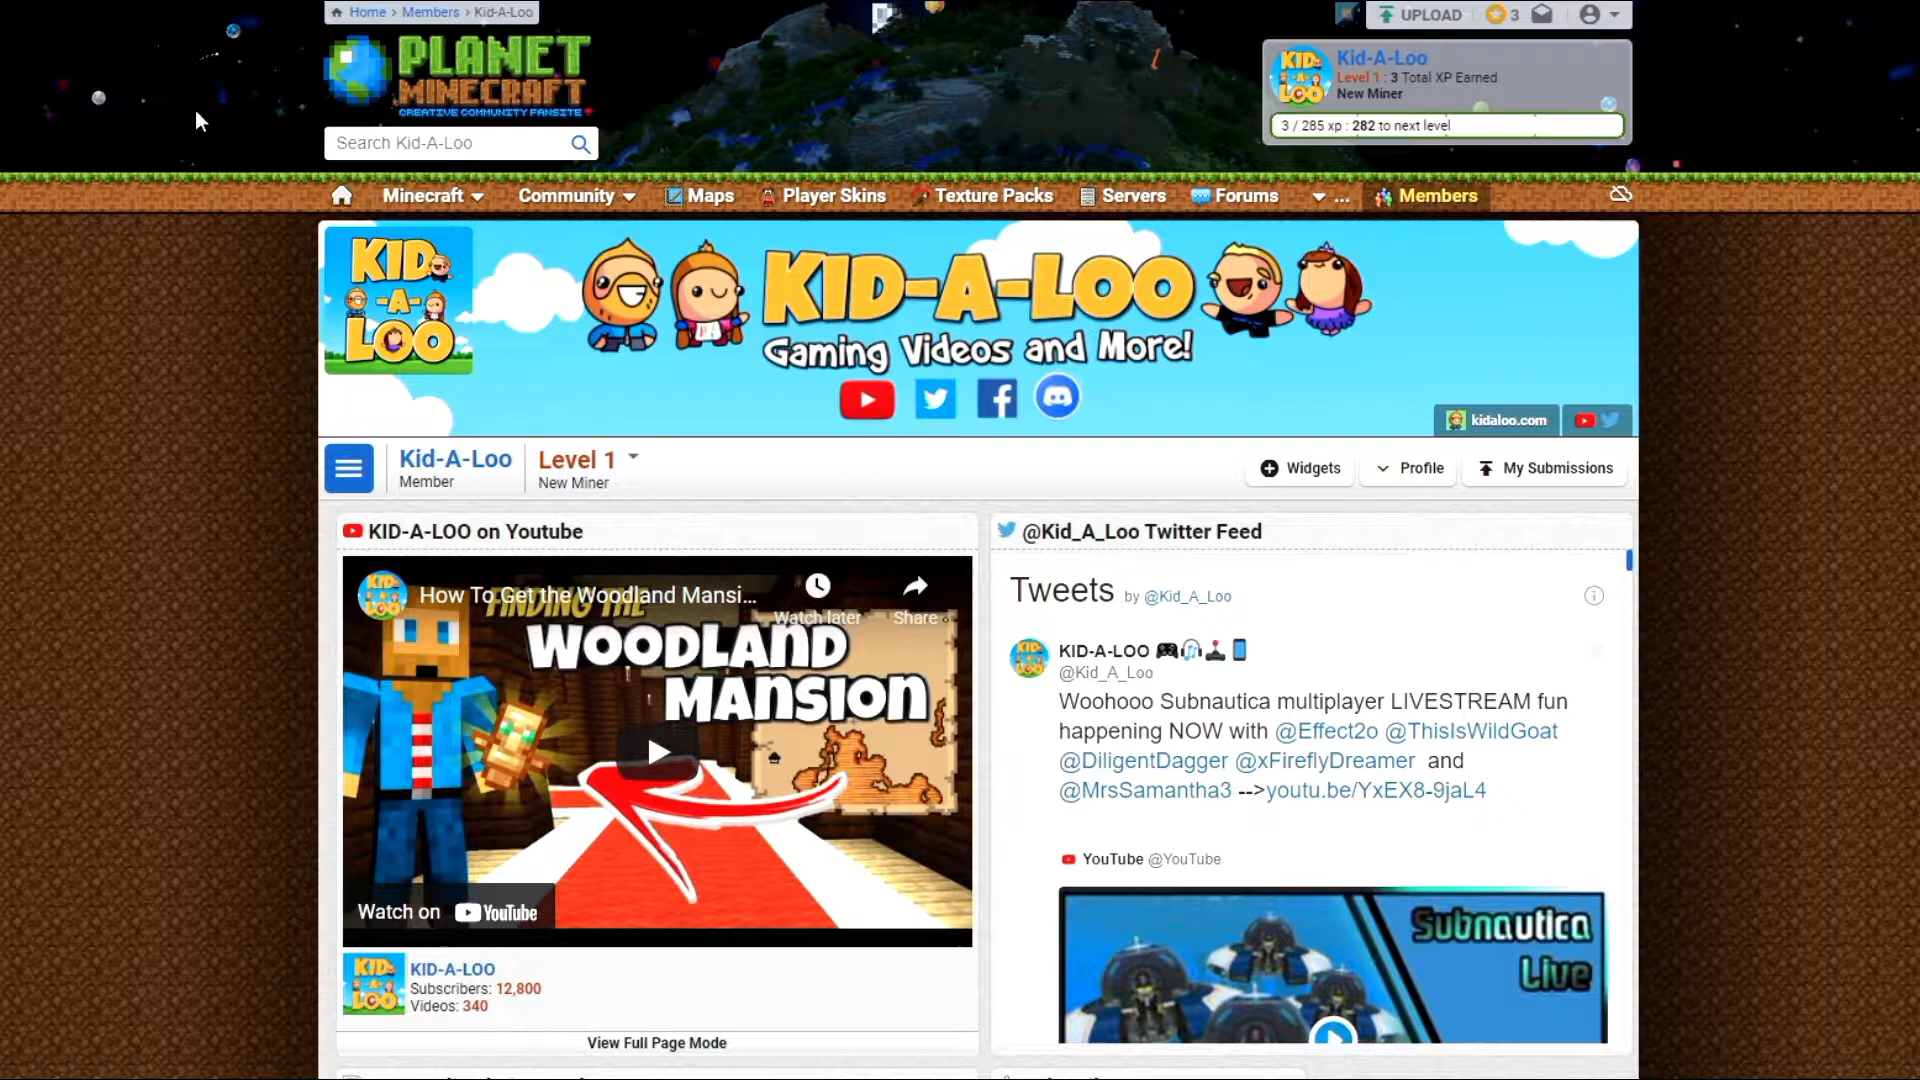 Home > Members > Kid-A-Loo
UPLOAD
3
PLANET
MINECRAFT
CREATIVE COMMUNITY FANSITE
Search Kid-A-Loo
KID
-A-
LOO
Kid-A-Loo
Level 1 : 3 Total XP Earned
New Miner
3 / 285 xp : 282 to next level
Minecraft
Community
Maps
Player Skins
Texture Packs
Servers
Forums
...
Members
KID
-A-
LOO
KID-A-LOO
Gaming Videos and More!
kidaloo.com
Kid-A-Loo
Member
Level 1
New Miner
Widgets
Profile
My Submissions
KID-A-LOO on Youtube
How To Get the Woodland Mansi...
Watch later
Share
FINDING THE
WOODLAND
MANSION
Watch on YouTube
KID
-A-
LOO
KID-A-LOO
Subscribers: 12,800
Videos: 340
View Full Page Mode
@Kid_A_Loo Twitter Feed
Tweets by @Kid_A_Loo
KID-A-LOO 🎮🎧🕹📱
@Kid_A_Loo
Woohooo Subnautica multiplayer LIVESTREAM fun
happening NOW with @Effect2o @ThisIsWildGoat
@DiligentDagger @xFireflyDreamer and
@MrsSamantha3 -->youtu.be/YxEX8-9jaL4
YouTube @YouTube
Subnautica
Live